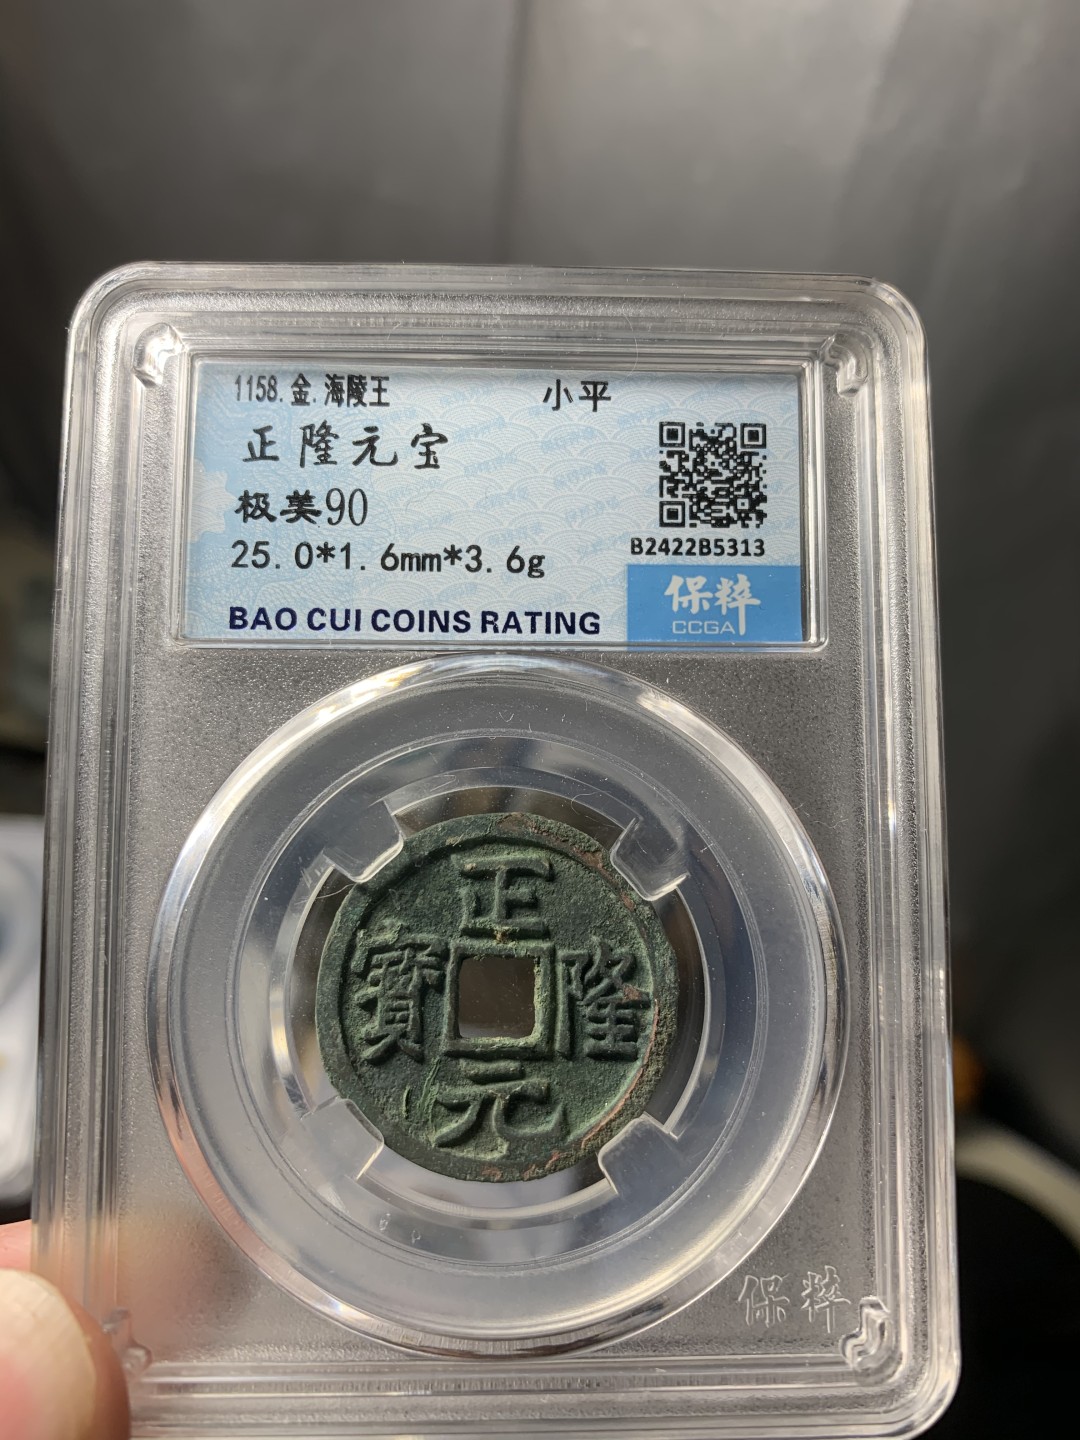 1158.金.海陵王 小平
正隆元宝
极美90
25.0*1.6mm*3.6g
B2422B5313
BAO CUI COINS RATING
保粹
CCGA
正隆元寶
保粹